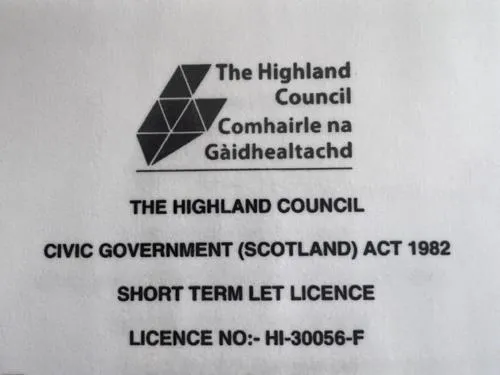 The Highland
Council
Comhairle na
Gàidhealtachd
THE HIGHLAND COUNCIL
CIVIC GOVERNMENT (SCOTLAND) ACT 1982
SHORT TERM LET LICENCE
LICENCE NO:- HI-30056-F